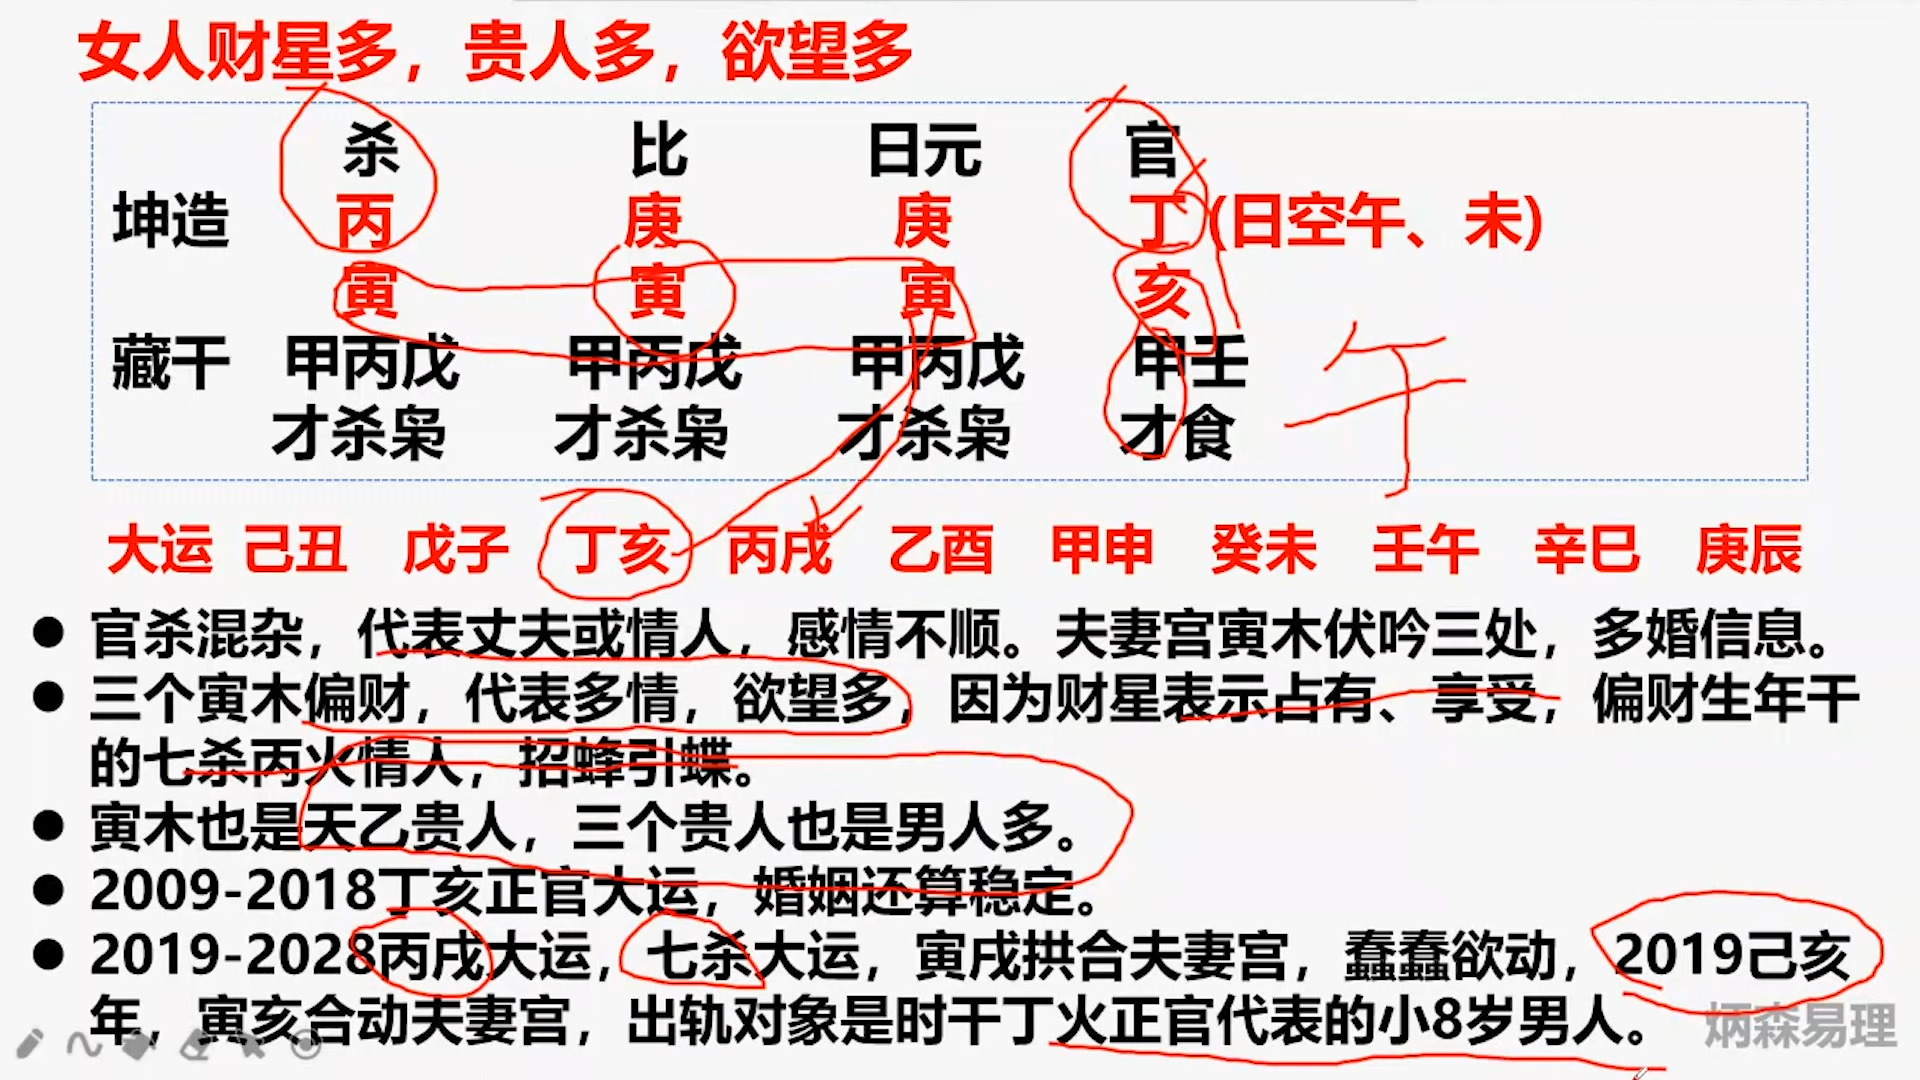 女人财星多，贵人多，欲望多
杀 比 日元 官
坤造 丙 庚 庚 丁 (日空午、未)
寅 寅 寅 亥
藏干 甲丙戊 甲丙戊 甲丙戊 甲壬
才杀枭 才杀枭 才杀枭 才食
午
大运 己丑 戊子 丁亥 丙戌 乙酉 甲申 癸未 壬午 辛巳 庚辰
● 官杀混杂，代表丈夫或情人，感情不顺。夫妻宫寅木伏吟三处，多婚信息。
● 三个寅木偏财，代表多情，欲望多，因为财星表示占有、享受，偏财生年干
的七杀丙火情人，招蜂引蝶。
● 寅木也是天乙贵人，三个贵人也是男人多。
● 2009-2018丁亥正官大运，婚姻还算稳定。
● 2019-2028丙戌大运，七杀大运，寅戌拱合夫妻宫，蠢蠢欲动，2019己亥
年，寅亥合动夫妻宫，出轨对象是时干丁火正官代表的小8岁男人。
炳森易理